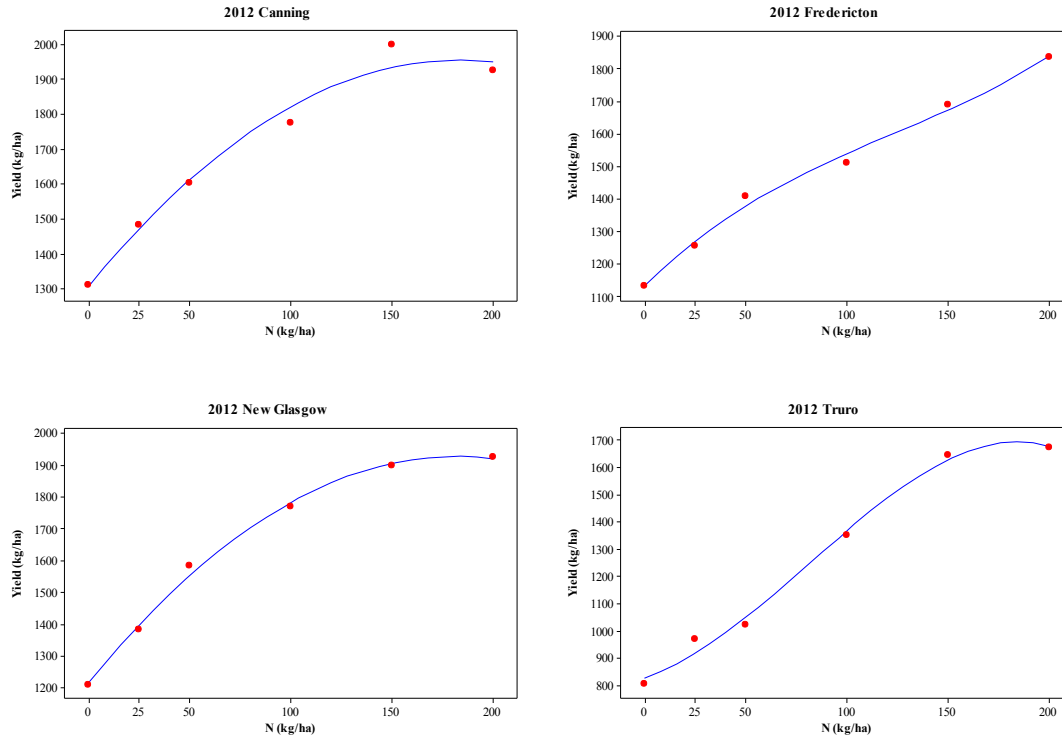 2012 Canning
Yield (kg/ha)
2000
1900
1800
1700
1600
1500
1400
1300
0 25 50 100 150 200
N (kg/ha)
2012 Fredericton
Yield (kg/ha)
1900
1800
1700
1600
1500
1400
1300
1200
1100
0 25 50 100 150 200
N (kg/ha)
2012 New Glasgow
Yield (kg/ha)
2000
1900
1800
1700
1600
1500
1400
1300
1200
0 25 50 100 150 200
N (kg/ha)
2012 Truro
Yield (kg/ha)
1700
1600
1500
1400
1300
1200
1100
1000
900
800
0 25 50 100 150 200
N (kg/ha)